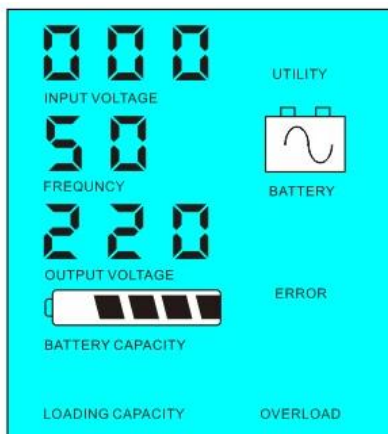 000
UTILITY
INPUT VOLTAGE
50
FREQUNCY
BATTERY
220
OUTPUT VOLTAGE
ERROR
BATTERY CAPACITY
LOADING CAPACITY
OVERLOAD